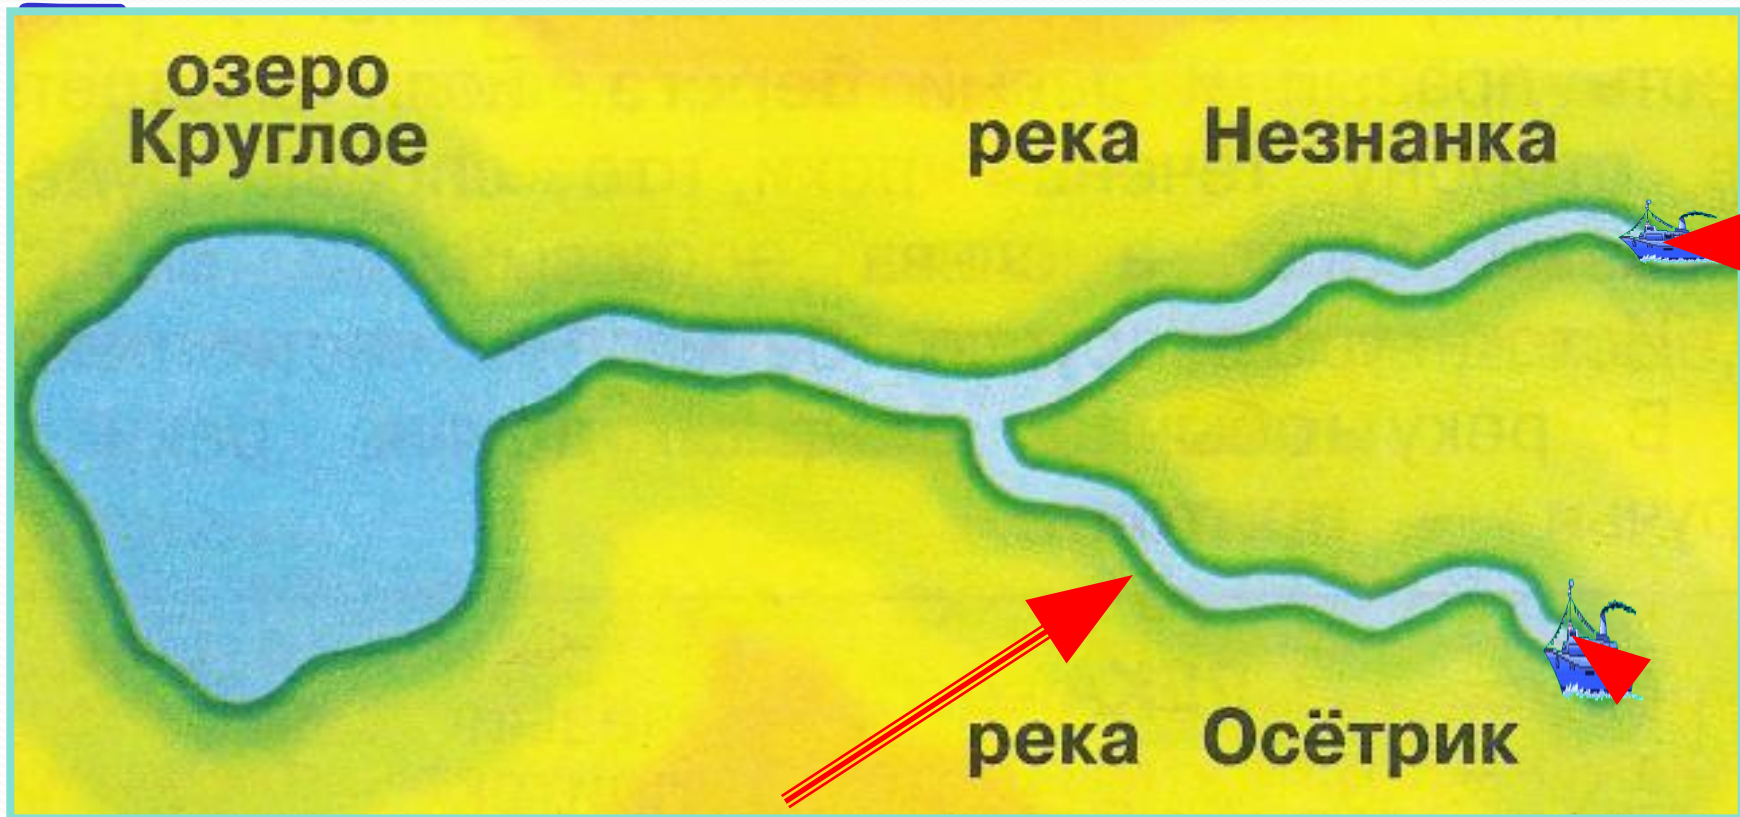 озеро
Круглое
река Незнанка
река Осётрик